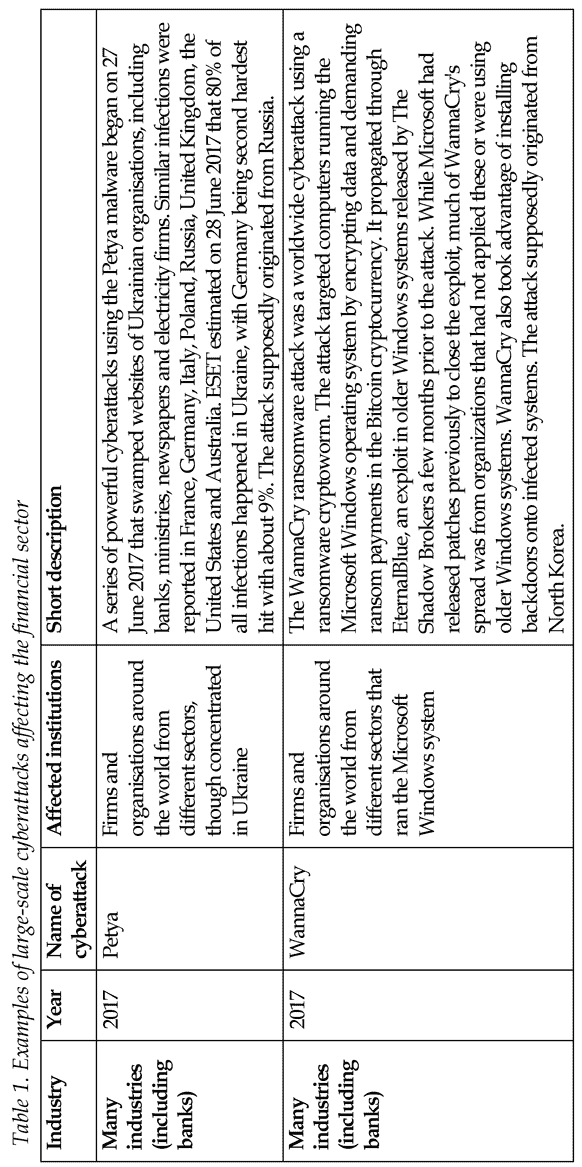 Table 1. Examples of large-scale cyberattacks affecting the financial sector
Industry
Year
Name of
cyberattack
Affected institutions
Short description
Many
industries
(including
banks)
2017
Petya
Firms and
organisations around
the world from
different sectors,
though concentrated
in Ukraine
A series of powerful cyberattacks using the Petya malware began on 27
June 2017 that swamped websites of Ukrainian organisations, including
banks, ministries, newspapers and electricity firms. Similar infections were
reported in France, Germany, Italy, Poland, Russia, United Kingdom, the
United States and Australia. ESET estimated on 28 June 2017 that 80% of
all infections happened in Ukraine, with Germany being second hardest
hit with about 9%. The attack supposedly originated from Russia.
Many
industries
(including
banks)
2017
WannaCry
Firms and
organisations around
the world from
different sectors that
ran the Microsoft
Windows system
The WannaCry ransomware attack was a worldwide cyberattack using a
ransomware cryptoworm. The attack targeted computers running the
Microsoft Windows operating system by encrypting data and demanding
ransom payments in the Bitcoin cryptocurrency. It propagated through
EternalBlue, an exploit in older Windows systems released by The
Shadow Brokers a few months prior to the attack. While Microsoft had
released patches previously to close the exploit, much of WannaCry's
spread was from organizations that had not applied these or were using
older Windows systems. WannaCry also took advantage of installing
backdoors onto infected systems. The attack supposedly originated from
North Korea.